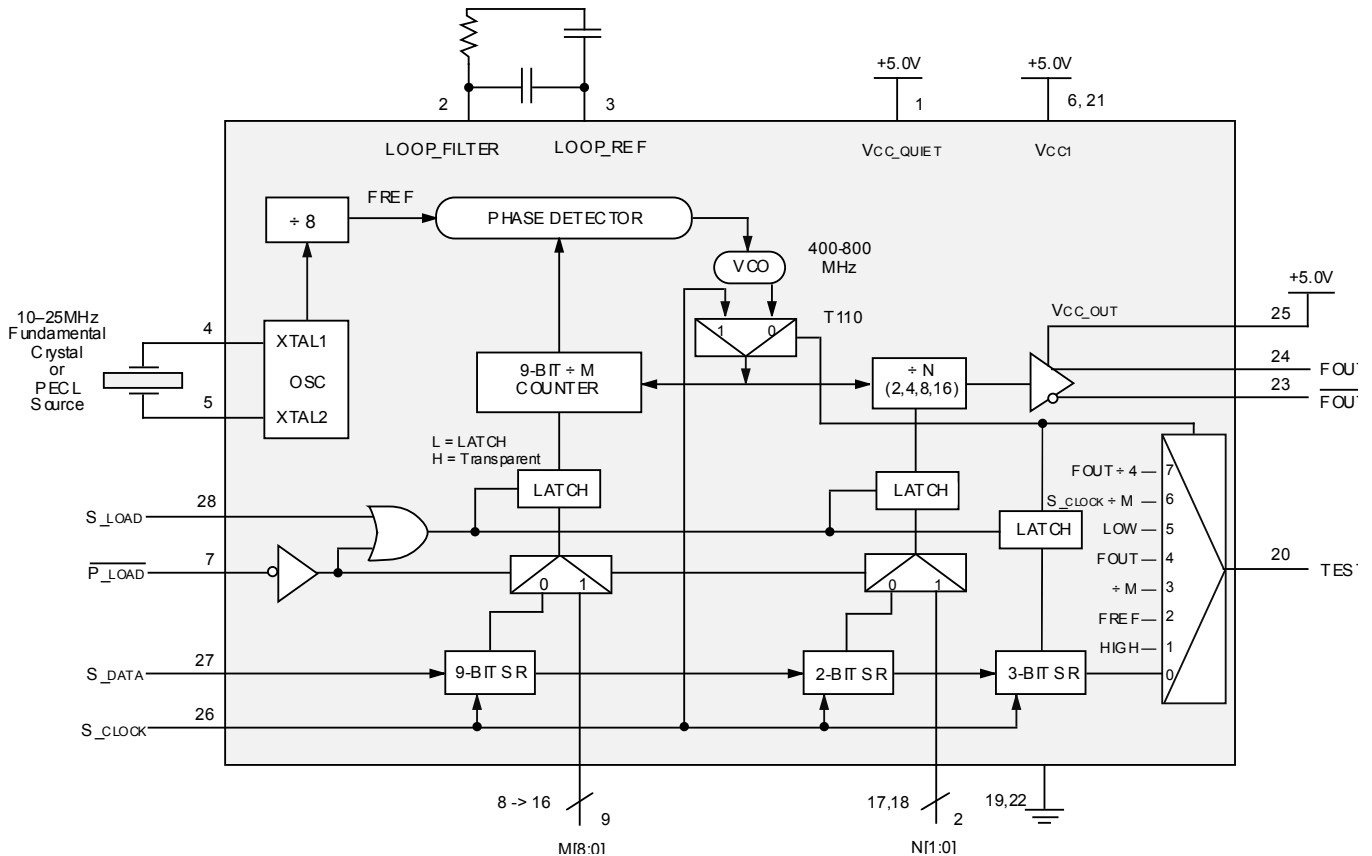 +5.0V
+5.0V
2
3
1
6, 21
LOOP_FILTER
LOOP_REF
VCC_QUIET
VCC1
÷ 8
FREF
PHASE DETECTOR
VCO
400-800
MHz
+5.0V
10–25MHz
Fundamental
Crystal
or
PECL
Source
4
5
XTAL1
OSC
XTAL2
1
0
T110
9-BIT ÷ M
COUNTER
÷ N
(2,4,8,16)
VCC_OUT
25
24
FOUT
23
FOUT
L = LATCH
H = Transparent
LATCH
LATCH
LATCH
FOUT ÷ 4
7
S_CLOCK ÷ M
6
LOW
5
FOUT
4
÷ M
3
FREF
2
HIGH
1
0
20
TEST
S_LOAD
28
P_LOAD
7
0
1
0
1
S_DATA
27
9-BIT SR
2-BIT SR
3-BIT SR
S_CLOCK
26
8 -> 16
9
M[8:0]
17,18
2
N[1:0]
19,22